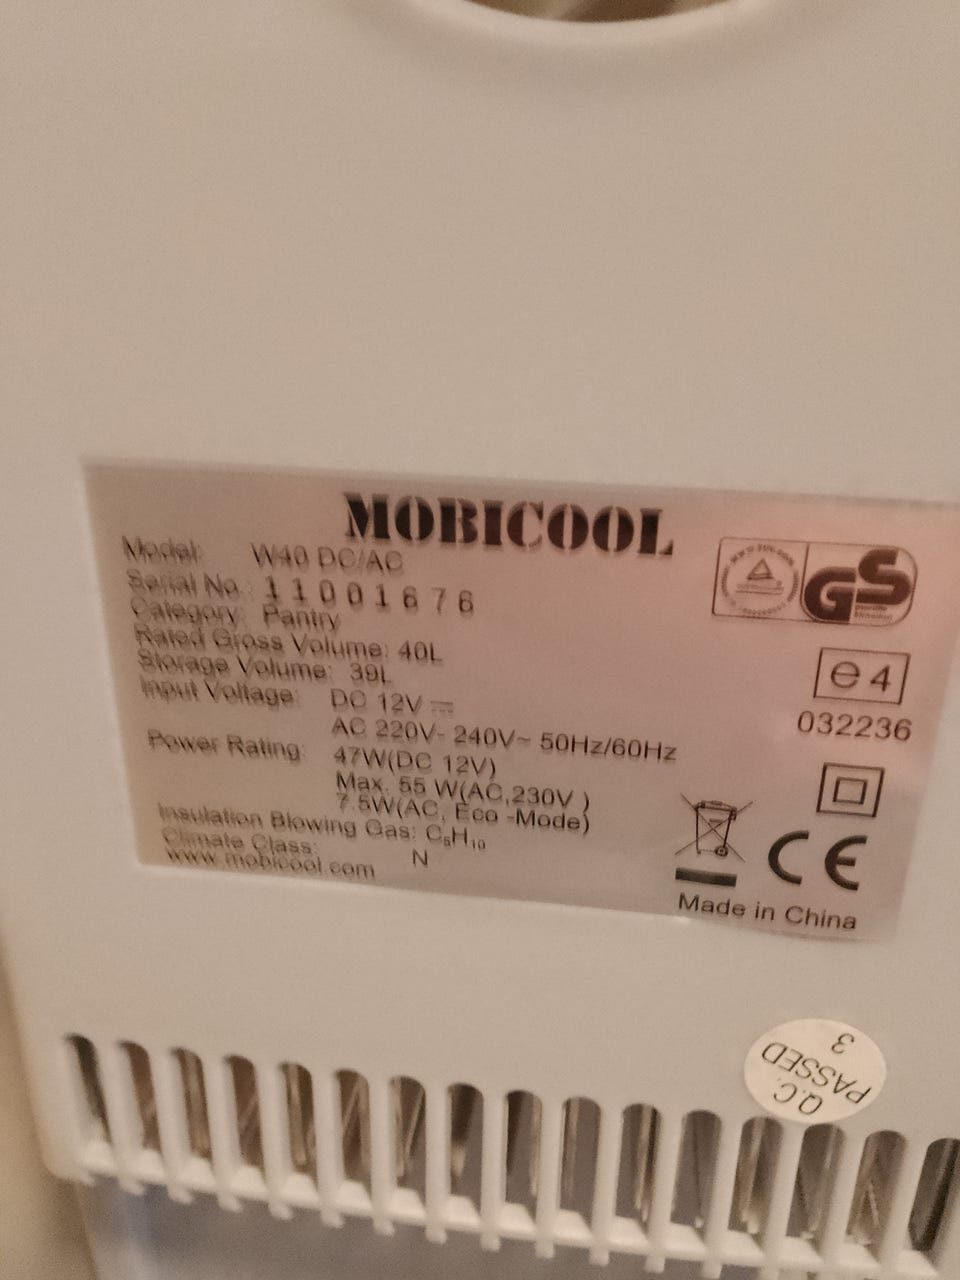 MOBICOOL
Model: W40 DC/AC
Serial No.: 11001676
Category: Pantry
Rated Gross Volume: 40L
Storage Volume: 39L
Input Voltage: DC 12V ⎓
AC 220V- 240V~ 50Hz/60Hz
Power Rating: 47W(DC 12V)
Max. 55 W(AC,230V )
7.5W(AC, Eco -Mode)
Insulation Blowing Gas: C₅H₁₀
Climate Class: N
www.mobicool.com
GS
e4
032236
CE
Made in China
Q.C.
PASSED
3